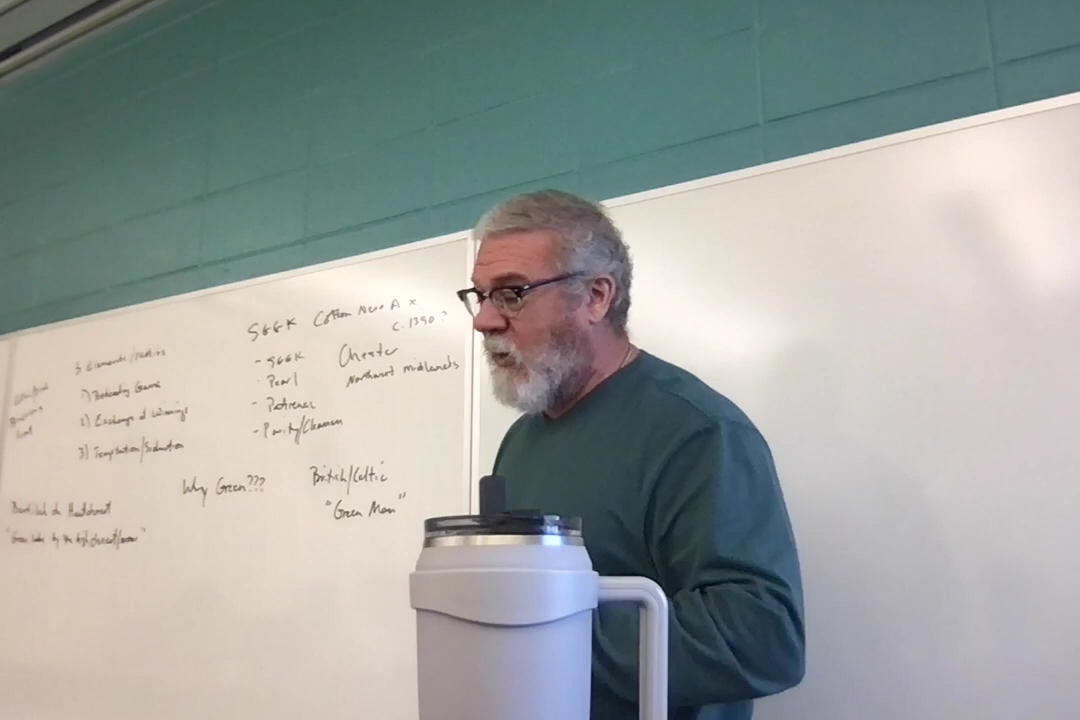 SGGK Cotton Nero A x
c. 1390?
3 elements/motifs
- SGGK Chester
- Pearl Northwest midlands
1) Beheading Game
- Patience
2) Exchange of Winnings
- Purity/Cleanness
3) Temptation/Seduction
British/Celtic
Why Green???
"Green Man"
"Green